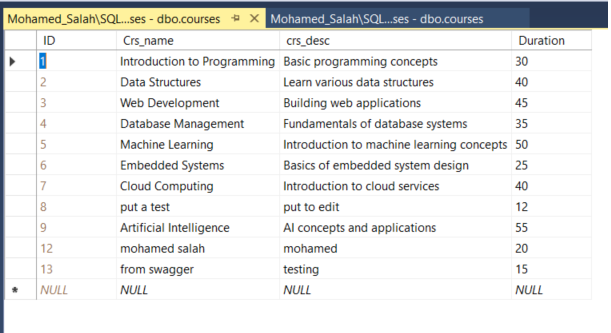 Mohamed_Salah\SQL...ses - dbo.courses Mohamed_Salah\SQL...ses - dbo.courses
ID Crs_name crs_desc Duration
1 Introduction to Programming Basic programming concepts 30
2 Data Structures Learn various data structures 40
3 Web Development Building web applications 45
4 Database Management Fundamentals of database systems 35
5 Machine Learning Introduction to machine learning concepts 50
6 Embedded Systems Basics of embedded system design 25
7 Cloud Computing Introduction to cloud services 40
8 put a test put to edit 12
9 Artificial Intelligence AI concepts and applications 55
12 mohamed salah mohamed 20
13 from swagger testing 15
NULL NULL NULL NULL